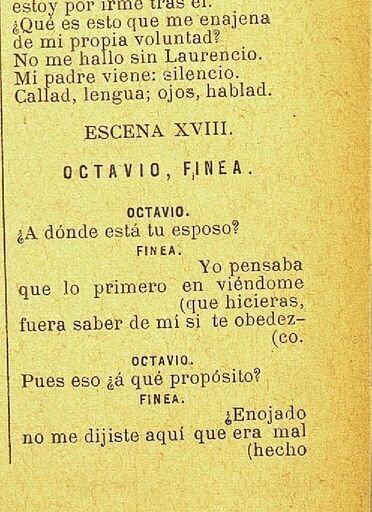 estoy por irme tras él.
¿Qué es esto que me enajena
de mi propia voluntad?
No me hallo sin Laurencio.
Mi padre viene: silencio.
Callad, lengua; ojos, hablad.
ESCENA XVIII.
OCTAVIO, FINEA.
OCTAVIO.
¿A dónde está tu esposo?
FINEA.
Yo pensaba
que lo primero en viéndome
(que hicieras,
fuera saber de mí si te obedez-
(co.
OCTAVIO.
Pues eso ¿á qué propósito?
FINEA.
¿Enojado
no me dijiste aquí que era mal
(hecho